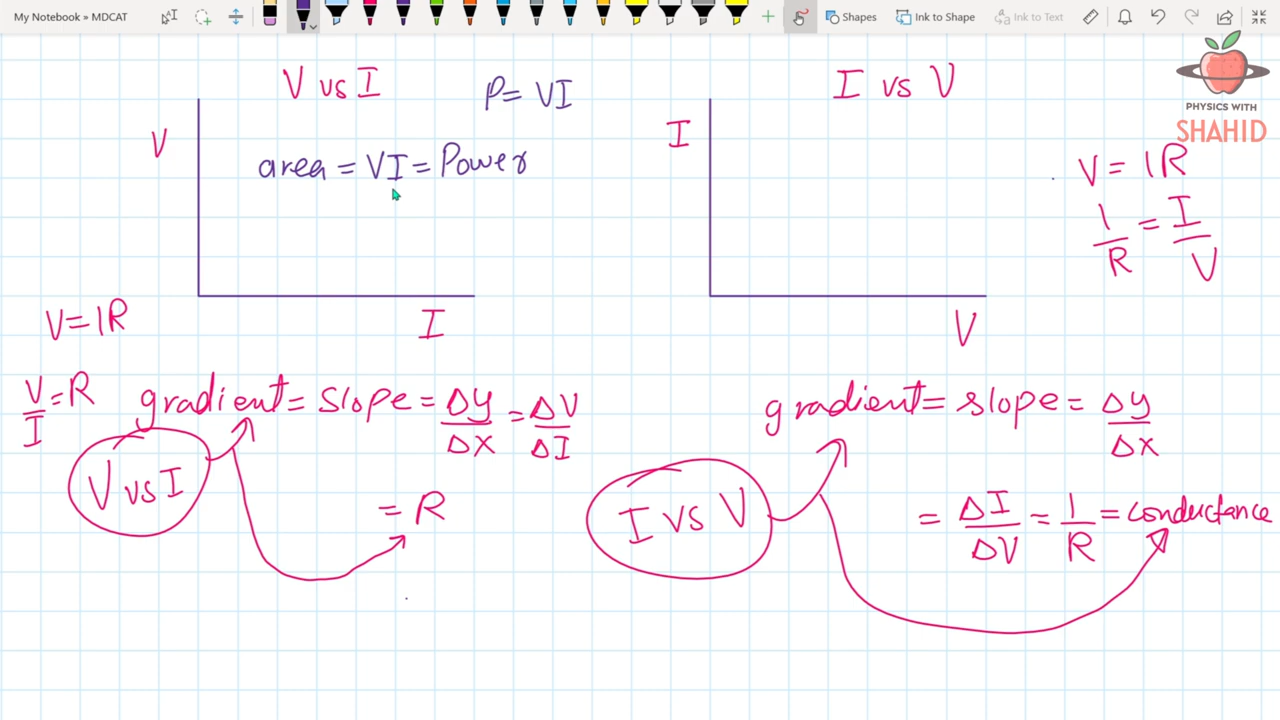 My Notebook » MDCAT
Shapes
Ink to Shape
Ink to Text
PHYSICS WITH
SHAHID
V vs I
P = VI
V
area = VI = Power
I
V = IR
V/I = R
gradient = slope = Δy/Δx = ΔV/ΔI
V vs I
= R
I vs V
I
V
V = IR
1/R = I/V
gradient = slope = Δy/Δx
I vs V
= ΔI/ΔV = 1/R = conductance